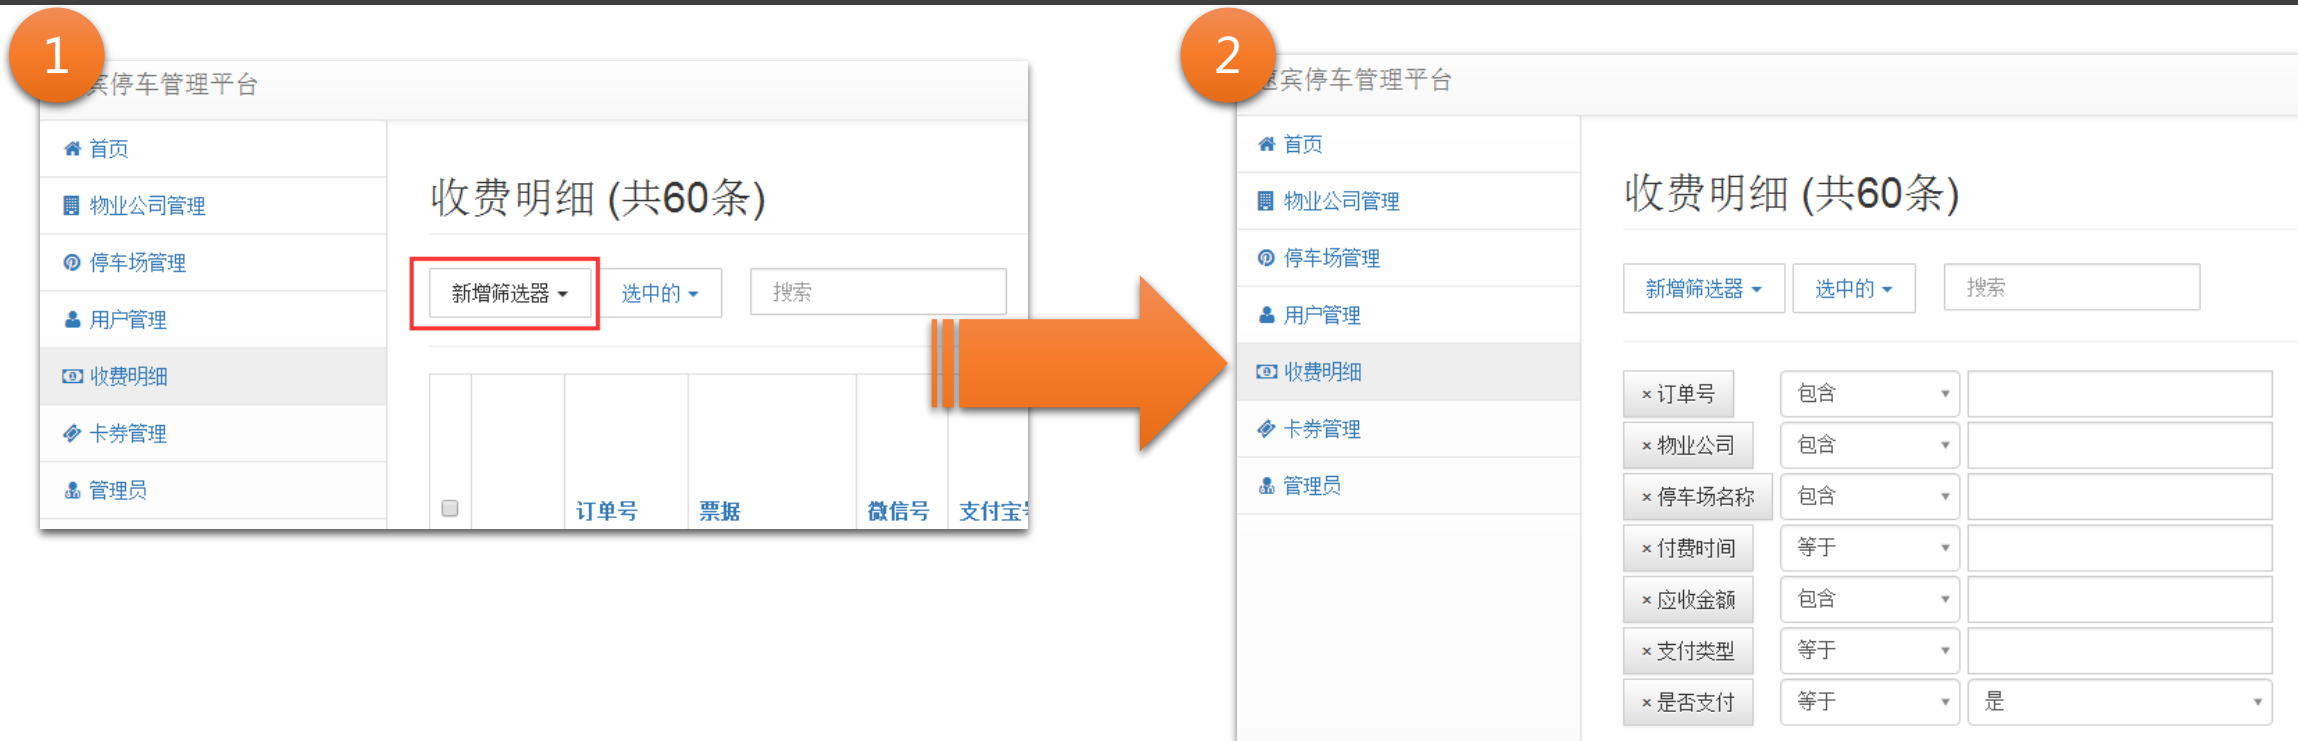 1
宾停车管理平台
首页
物业公司管理
停车场管理
用户管理
收费明细
卡券管理
管理员
收费明细 (共60条)
新增筛选器
选中的
搜索
订单号
票据
微信号
支付宝号
2
速宾停车管理平台
首页
物业公司管理
停车场管理
用户管理
收费明细
卡券管理
管理员
收费明细 (共60条)
新增筛选器
选中的
搜索
× 订单号 包含
× 物业公司 包含
× 停车场名称 包含
× 付费时间 等于
× 应收金额 包含
× 支付类型 等于
× 是否支付 等于 是